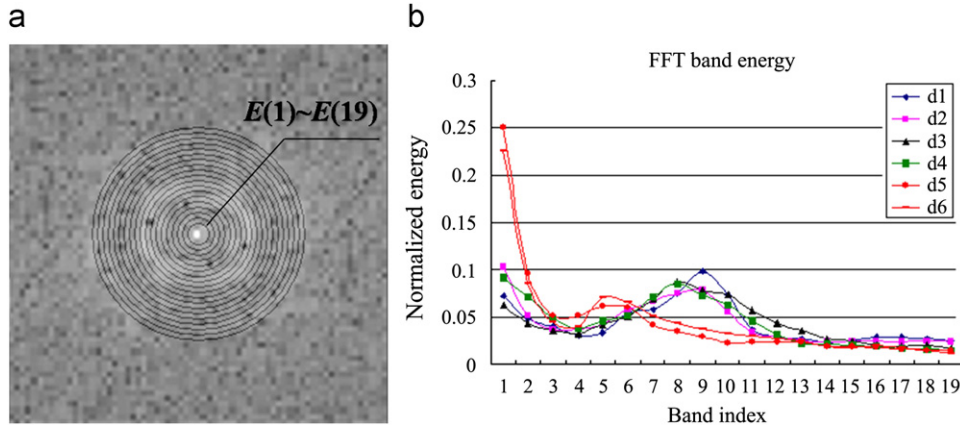 a
E(1)~E(19)
b
FFT band energy
Normalized energy
0.3
0.25
0.2
0.15
0.1
0.05
0
1 2 3 4 5 6 7 8 9 10 11 12 13 14 15 16 17 18 19
Band index
d1
d2
d3
d4
d5
d6